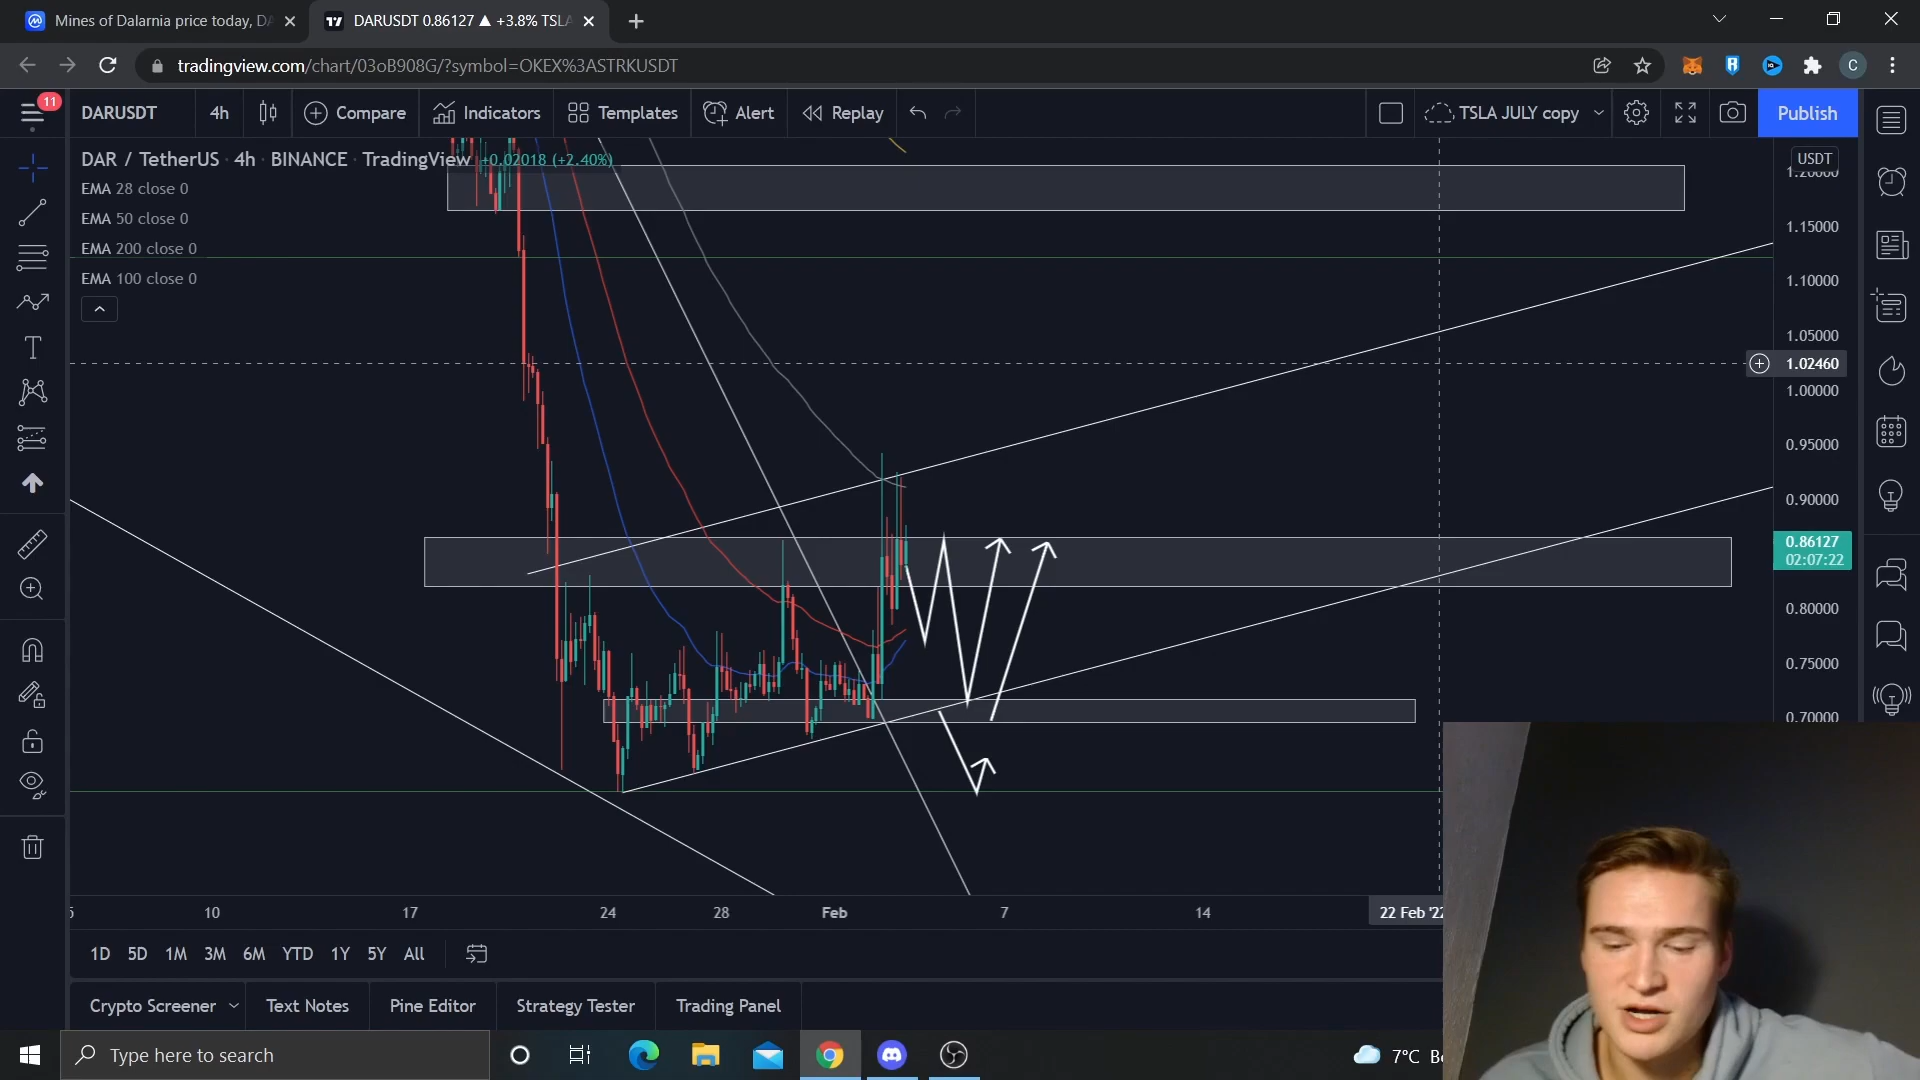 Mines of Dalarnia price today, DA
DARUSDT 0.86127 ▲ +3.8% TSLA
tradingview.com/chart/03oB908G/?symbol=OKEX%3ASTRKUSDT
C
11
DARUSDT
4h
Compare
Indicators
Templates
Alert
Replay
TSLA JULY copy
Publish
DAR / TetherUS · 4h · BINANCE · TradingView +0.02018 (+2.40%)
EMA 28 close 0
EMA 50 close 0
EMA 200 close 0
EMA 100 close 0
USDT
1.20000
1.15000
1.10000
1.05000
1.02460
1.00000
0.95000
0.90000
0.86127
02:07:22
0.80000
0.75000
0.70000
10
17
24
28
Feb
7
14
22 Feb '22
1D
5D
1M
3M
6M
YTD
1Y
5Y
All
Crypto Screener
Text Notes
Pine Editor
Strategy Tester
Trading Panel
Type here to search
7°C